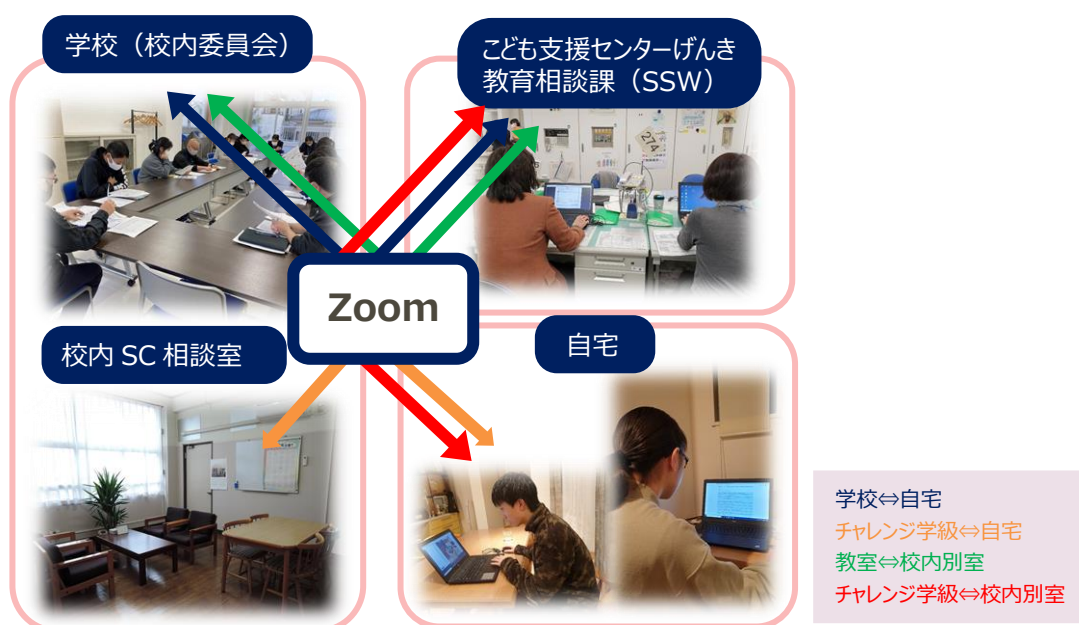 学校（校内委員会）
こども支援センターげんき
教育相談課（SSW）
Zoom
校内 SC 相談室
自宅
学校⇔自宅
チャレンジ学級⇔自宅
教室⇔校内別室
チャレンジ学級⇔校内別室